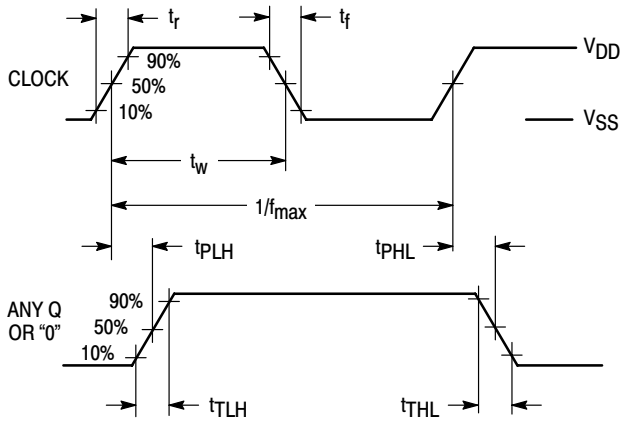 tr
tf
VDD
90%
CLOCK
50%
10%
VSS
tw
1/fmax
tPLH
tPHL
ANY Q
OR “0”
90%
50%
10%
tTLH
tTHL